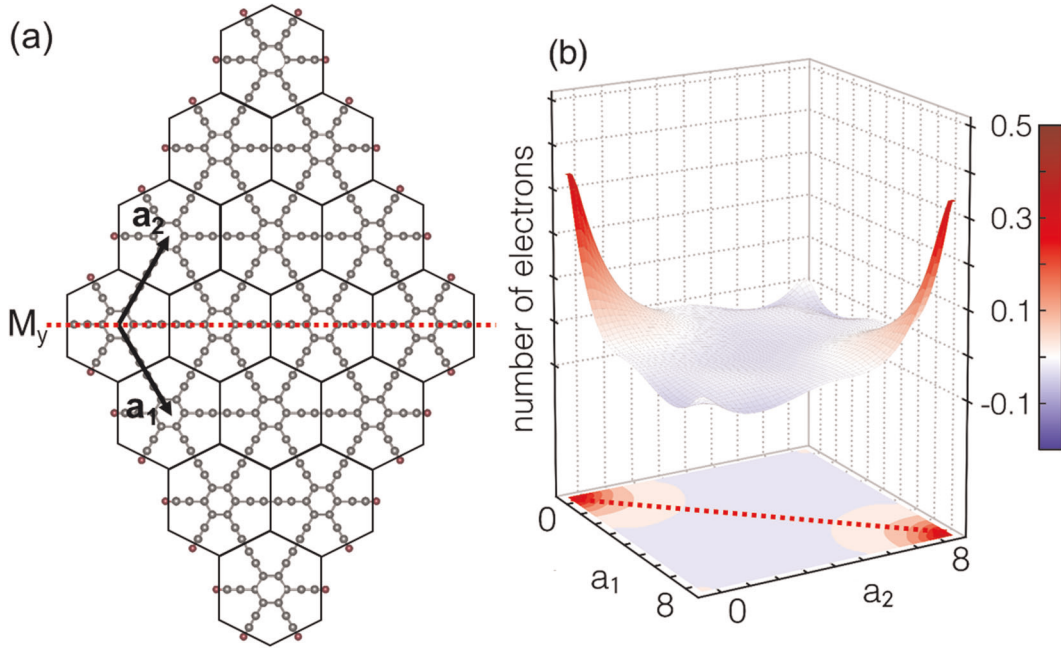 (a)
a₂
M_y
a₁
(b)
number of electrons
0.5
0.3
0.1
-0.1
0
a₁
8
0
a₂
8